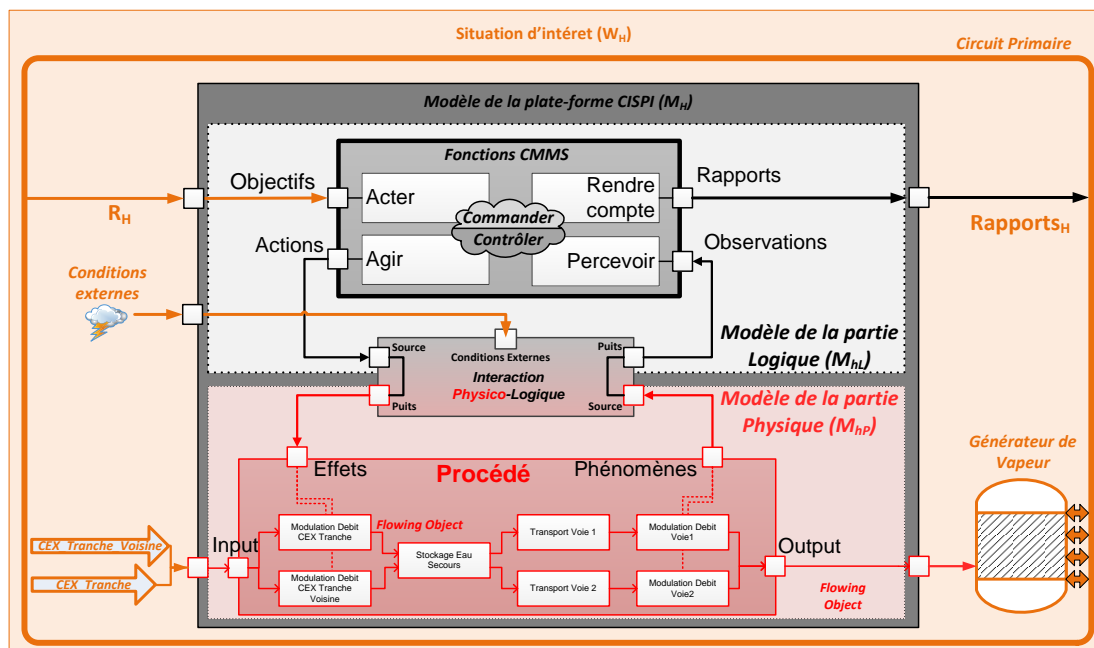 Situation d'intéret (WH)
Circuit Primaire
Modèle de la plate-forme CISPI (MH)
Fonctions CMMS
Objectifs
Acter
Rendre
compte
Rapports
Commander
Contrôler
RH
RapportsH
Actions
Agir
Percevoir
Observations
Conditions
externes
Source
Conditions Externes
Puits
Interaction
Physico-Logique
Puits
Source
Modèle de la partie
Logique (MhL)
Modèle de la partie
Physique (MhP)
Générateur de
Vapeur
Effets
Procédé
Phénomènes
Flowing Object
Modulation Debit
CEX Tranche
Stockage Eau
Secours
Transport Voie 1
Modulation Debit
Voie1
CEX Tranche Voisine
Input
Output
CEX Tranche
Modulation Debit
CEX Tranche
Voisine
Transport Voie 2
Modulation Debit
Voie2
Flowing
Object